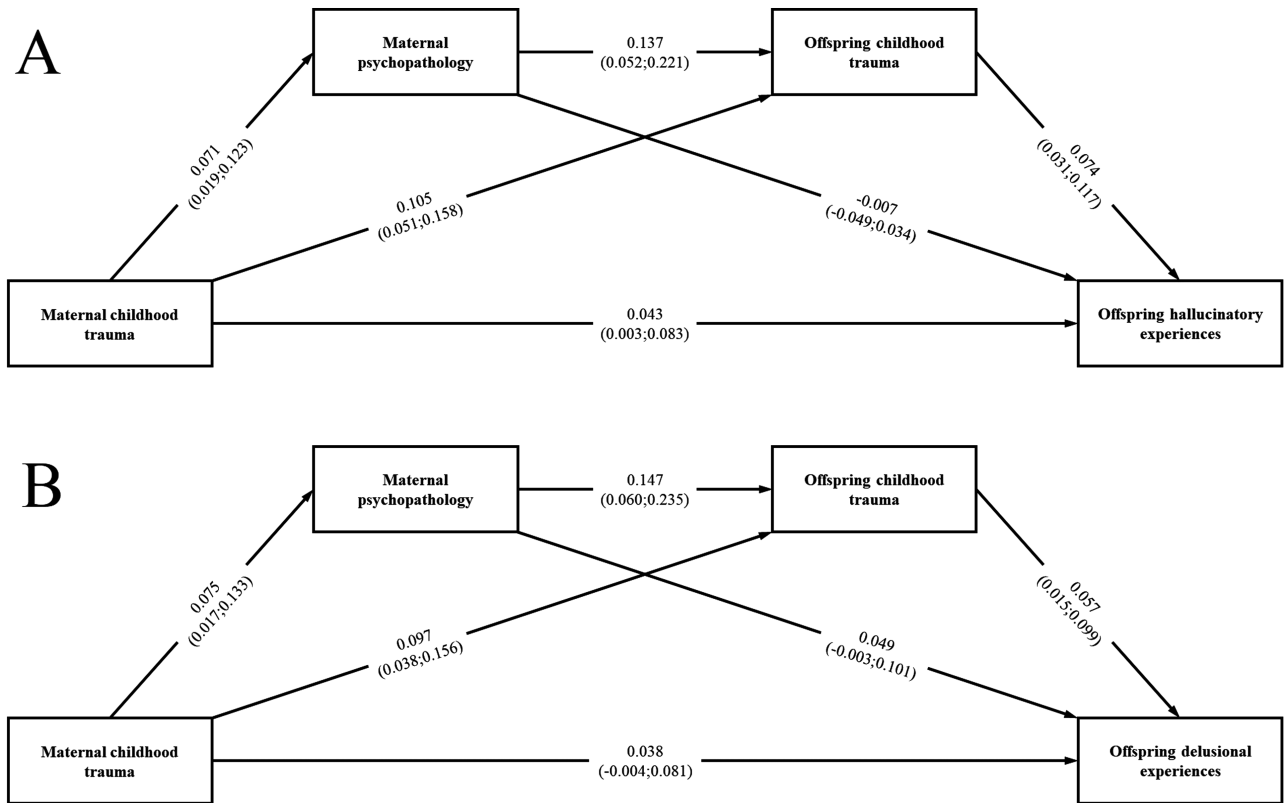 A
Maternal
psychopathology
0.137
(0.052;0.221)
Offspring childhood
trauma
0.071
(0.019;0.123)
0.105
(0.051;0.158)
-0.007
(-0.049;0.034)
0.074
(0.031;0.117)
Maternal childhood
trauma
0.043
(0.003;0.083)
Offspring hallucinatory
experiences
B
Maternal
psychopathology
0.147
(0.060;0.235)
Offspring childhood
trauma
0.075
(0.017;0.133)
0.097
(0.038;0.156)
0.049
(-0.003;0.101)
0.057
(0.015;0.099)
Maternal childhood
trauma
0.038
(-0.004;0.081)
Offspring delusional
experiences